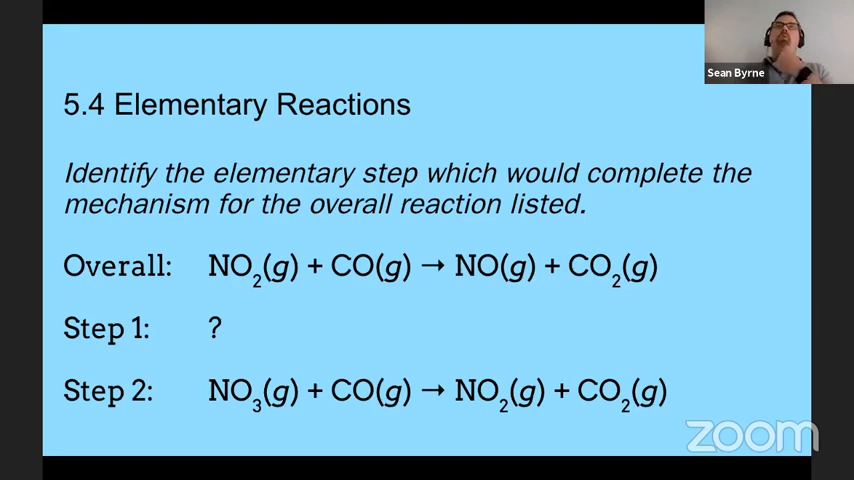 Sean Byrne
5.4 Elementary Reactions
Identify the elementary step which would complete the
mechanism for the overall reaction listed.
Overall: NO₂(g) + CO(g) → NO(g) + CO₂(g)
Step 1: ?
Step 2: NO₃(g) + CO(g) → NO₂(g) + CO₂(g)
zoom